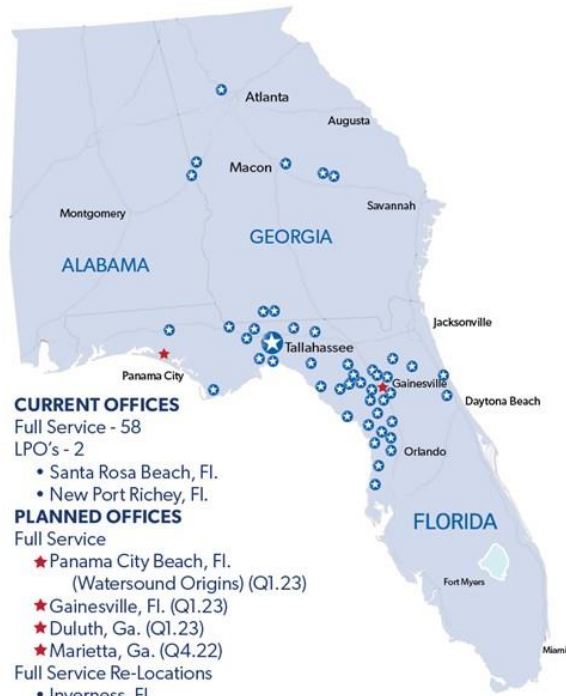 Atlanta
Augusta
Macon
Savannah
Montgomery
GEORGIA
ALABAMA
Jacksonville
Tallahassee
Panama City
Gainesville
Daytona Beach
CURRENT OFFICES
Full Service - 58
LPO's - 2
• Santa Rosa Beach, Fl.
• New Port Richey, Fl.
Orlando
PLANNED OFFICES
FLORIDA
Full Service
Panama City Beach, Fl.
(Watersound Origins) (Q1.23)
Fort Myers
Gainesville, Fl. (Q1.23)
Duluth, Ga. (Q1.23)
Marietta, Ga. (Q4.22)
Miami
Full Service Re-Locations
• Inverness, Fl.